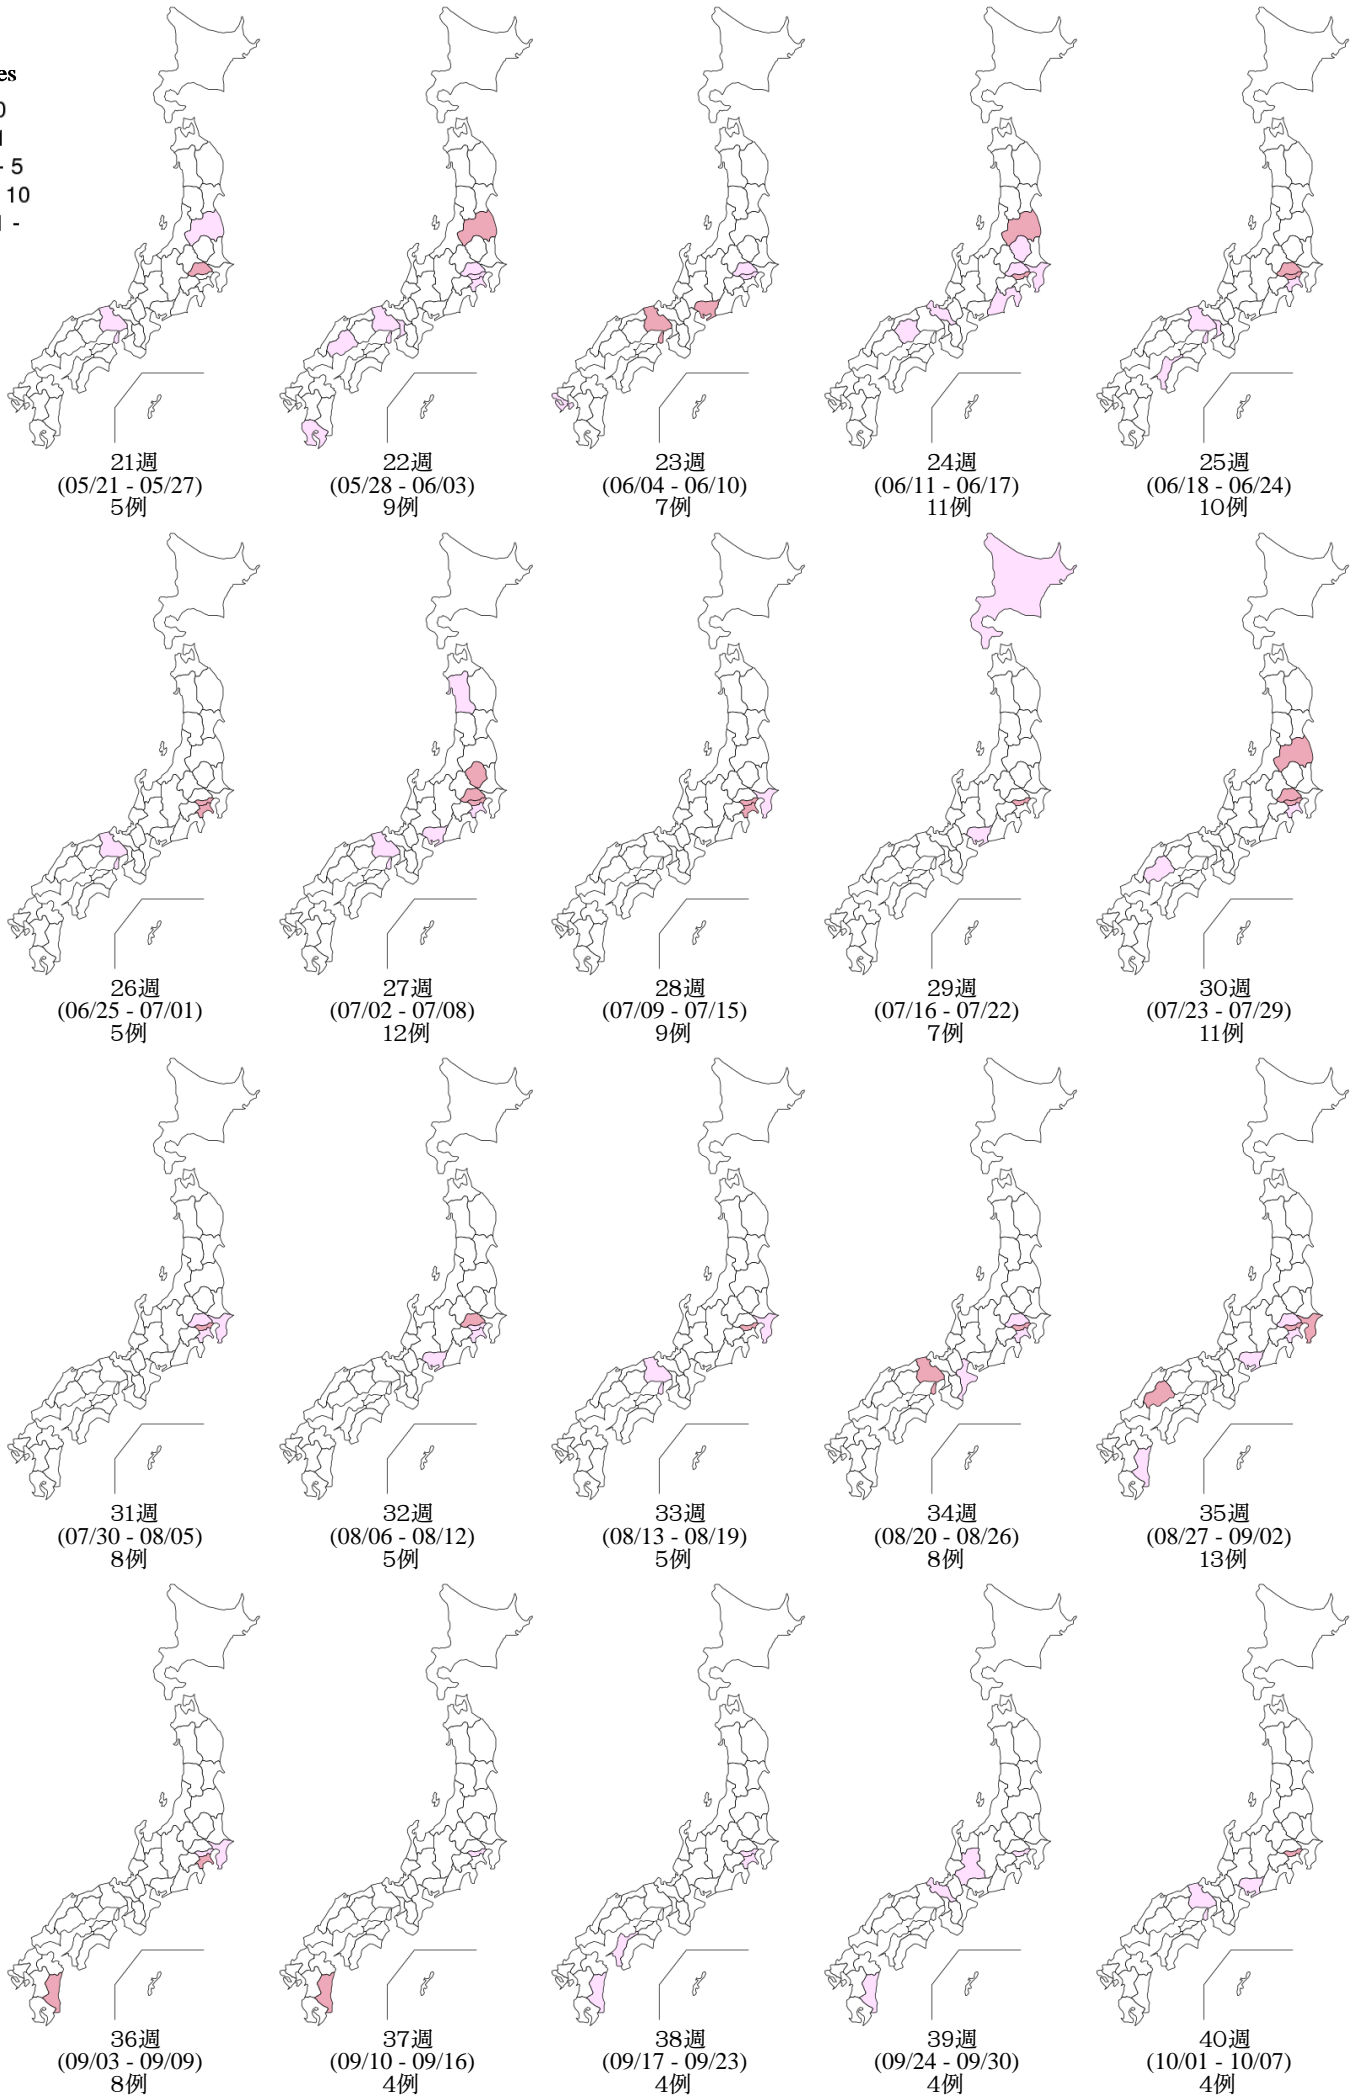 es
0
1
- 5
10
1 -
21週
(05/21 - 05/27)
5例
22週
(05/28 - 06/03)
9例
23週
(06/04 - 06/10)
7例
24週
(06/11 - 06/17)
11例
25週
(06/18 - 06/24)
10例
26週
(06/25 - 07/01)
5例
27週
(07/02 - 07/08)
12例
28週
(07/09 - 07/15)
9例
29週
(07/16 - 07/22)
7例
30週
(07/23 - 07/29)
11例
31週
(07/30 - 08/05)
8例
32週
(08/06 - 08/12)
5例
33週
(08/13 - 08/19)
5例
34週
(08/20 - 08/26)
8例
35週
(08/27 - 09/02)
13例
36週
(09/03 - 09/09)
8例
37週
(09/10 - 09/16)
4例
38週
(09/17 - 09/23)
4例
39週
(09/24 - 09/30)
4例
40週
(10/01 - 10/07)
4例